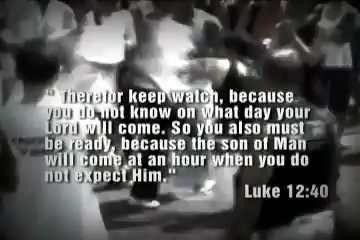 " Therefor keep watch, because
you do not know on what day your
Lord will come. So you also must
be ready, because the son of Man
will come at an hour when you do
not expect Him."
Luke 12:40